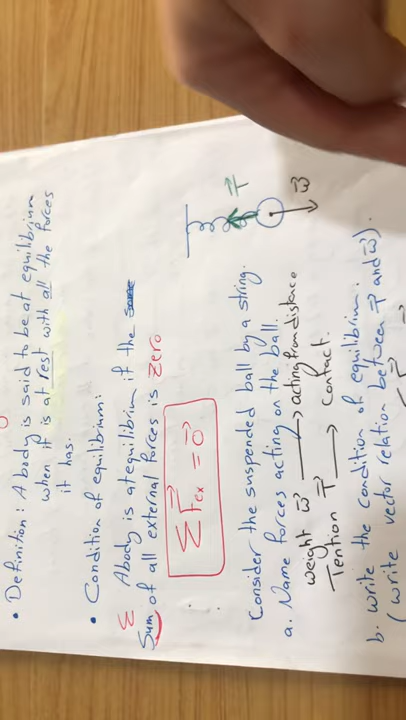 • Definition: A body is said to be at equilibrium
when it is at rest with all the forces
it has.
• Condition of equilibrium:
Σ A body is at equilibrium if the
Sum of all external forces is zero
ΣF⃗ex = 0⃗
Consider the suspended ball by a string.
a. Name forces acting on the ball.
weight w⃗ → acting from distance
Tention T⃗ → contact.
T⃗
w⃗
b. Write the condition of equilibrium.
(write vector relation between T⃗ and w⃗).